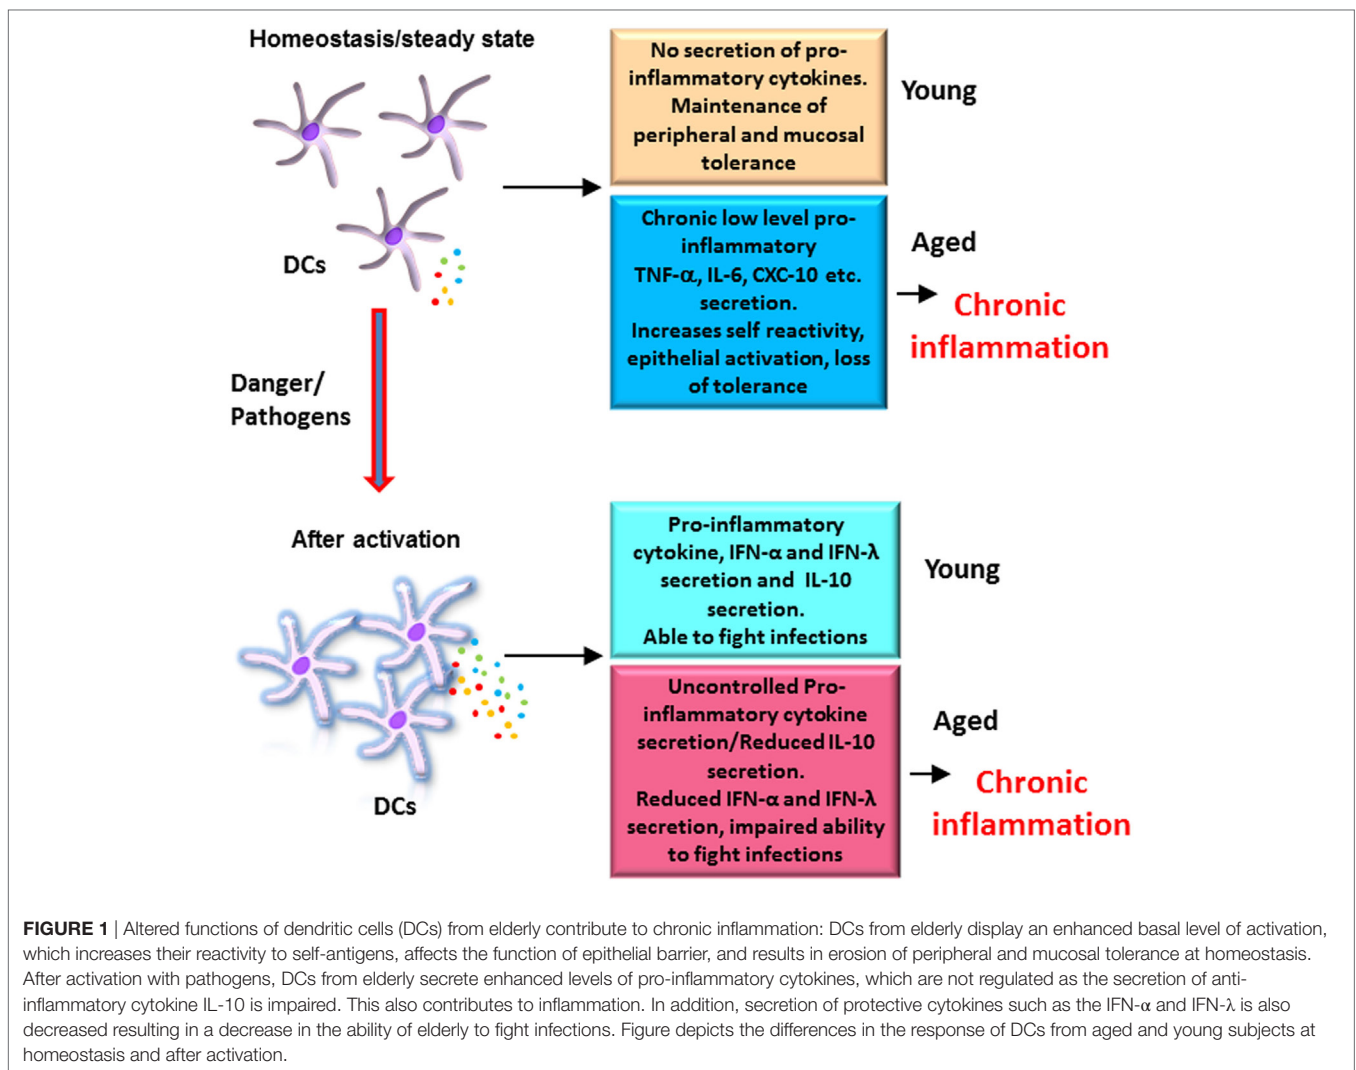 Homeostasis/steady state
No secretion of pro-
inflammatory cytokines.
Maintenance of
peripheral and mucosal
tolerance
Young
DCs
Chronic low level pro-
inflammatory
TNF-α, IL-6, CXC-10 etc.
secretion.
Increases self reactivity,
epithelial activation, loss
of tolerance
Aged
Chronic
inflammation
Danger/
Pathogens
After activation
Pro-inflammatory
cytokine, IFN-α and IFN-λ
secretion and IL-10
secretion.
Able to fight infections
Young
DCs
Uncontrolled Pro-
inflammatory cytokine
secretion/Reduced IL-10
secretion.
Reduced IFN-α and IFN-λ
secretion, impaired ability
to fight infections
Aged
Chronic
inflammation
FIGURE 1 | Altered functions of dendritic cells (DCs) from elderly contribute to chronic inflammation: DCs from elderly display an enhanced basal level of activation,
which increases their reactivity to self-antigens, affects the function of epithelial barrier, and results in erosion of peripheral and mucosal tolerance at homeostasis.
After activation with pathogens, DCs from elderly secrete enhanced levels of pro-inflammatory cytokines, which are not regulated as the secretion of anti-
inflammatory cytokine IL-10 is impaired. This also contributes to inflammation. In addition, secretion of protective cytokines such as the IFN-α and IFN-λ is also
decreased resulting in a decrease in the ability of elderly to fight infections. Figure depicts the differences in the response of DCs from aged and young subjects at
homeostasis and after activation.